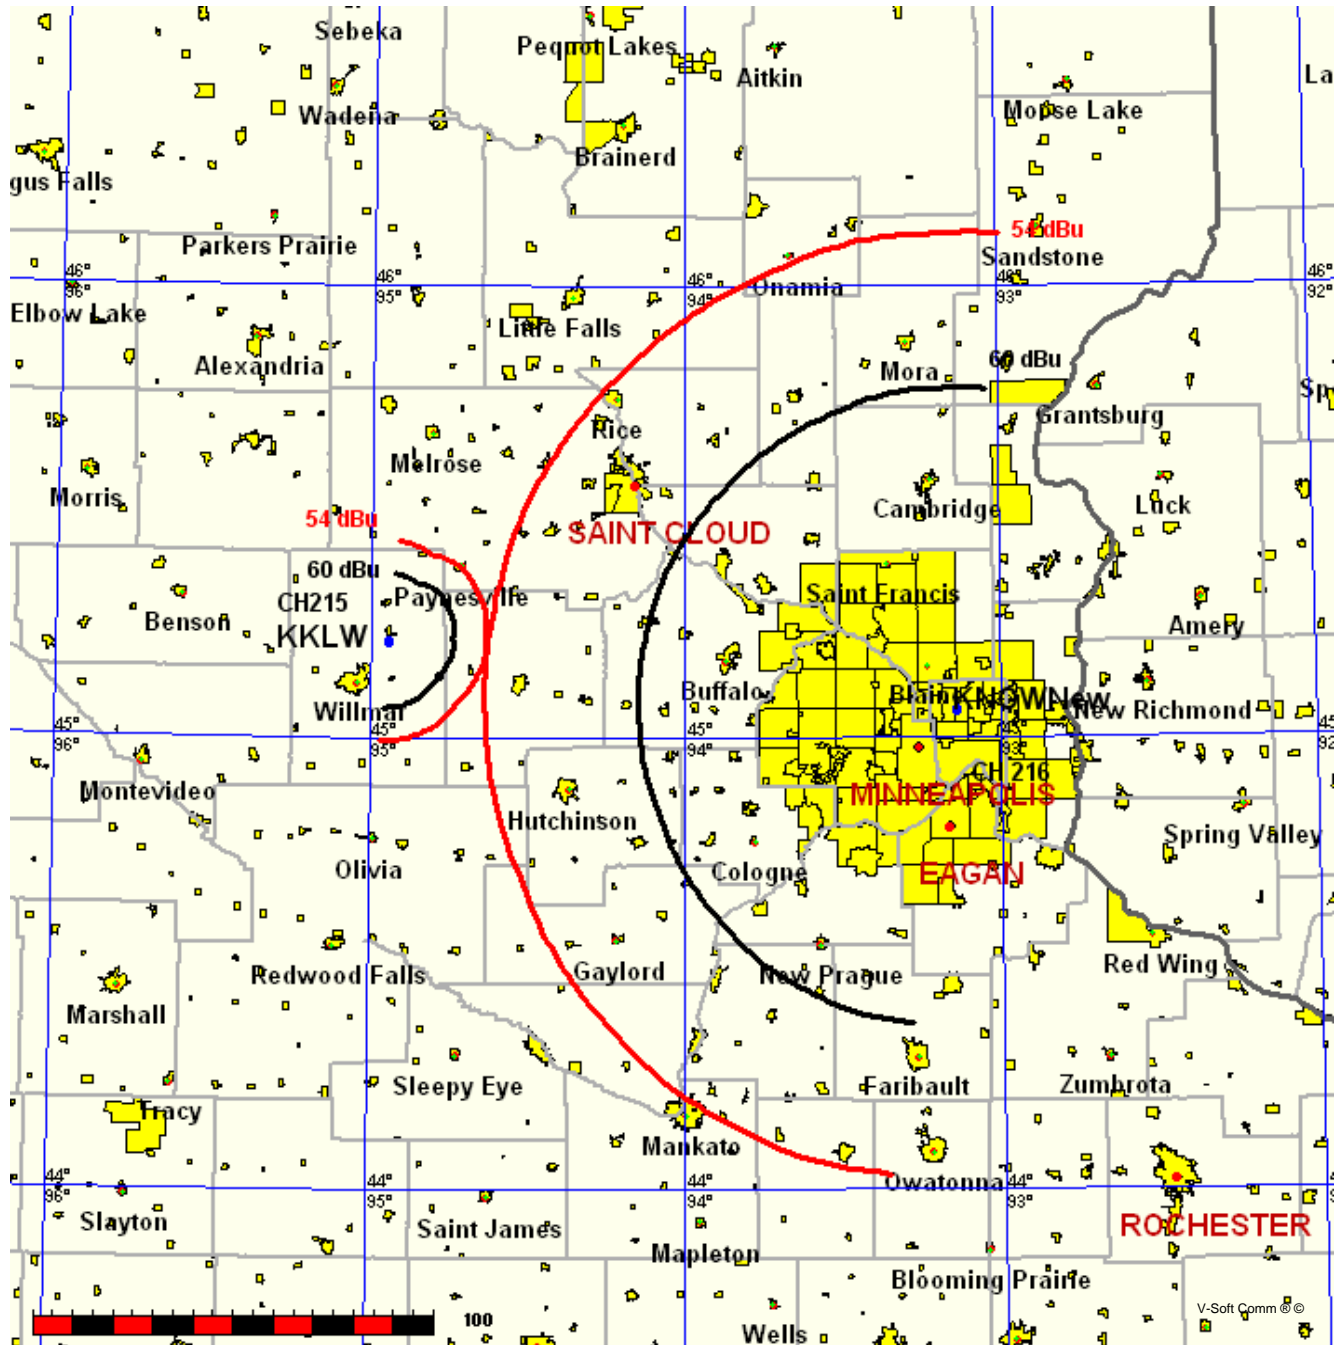 Sebeka
Pequot Lakes
Aitkin
La
Wadena
Moose Lake
Brainerd
gus Falls
Parkers Prairie
54 dBu
Sandstone
46°
96°
46°
95°
46°
94°
46°
93°
46°
92°
Onamia
Elbow Lake
Little Falls
Alexandria
Mora
60 dBu
Sp
Grantsburg
Rice
Melrose
Morris
Luck
Cambridge
54 dBu
SAINT CLOUD
60 dBu
Paynesville
Saint Francis
CH215
Benson
KKLW
Amery
Buffalo
Blaine
KNOWNew
Willmar
New Richmond
45°
96°
45°
95°
45°
94°
45°
93°
45°
92
CH 216
Montevideo
MINNEAPOLIS
Hutchinson
Spring Valley
Olivia
Cologne
EAGAN
Redwood Falls
Gaylord
New Prague
Red Wing
Marshall
Sleepy Eye
Faribault
Zumbrota
Tracy
Mankato
Owatonna
44°
96°
44°
95°
44°
94°
44°
93°
Slayton
Saint James
ROCHESTER
Mapleton
Blooming Prairie
V-Soft Comm ® ©
100
Wells